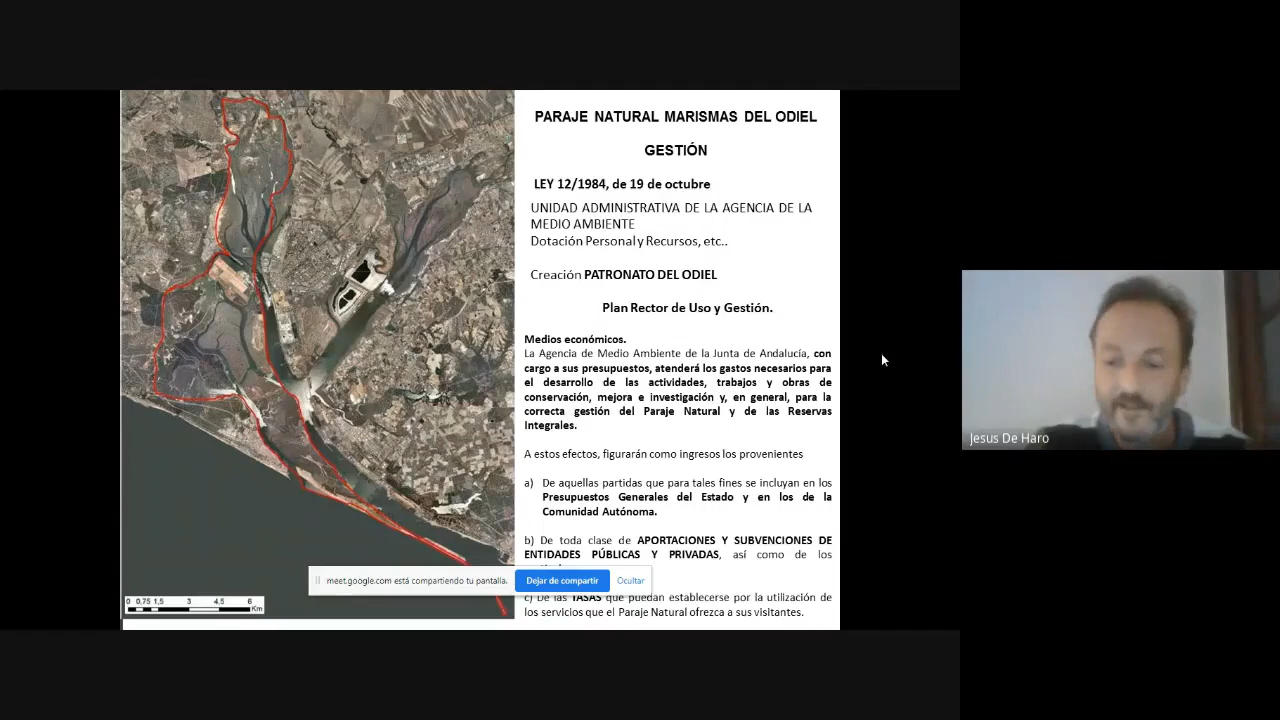 PARAJE NATURAL MARISMAS DEL ODIEL
GESTIÓN
LEY 12/1984, de 19 de octubre
UNIDAD ADMINISTRATIVA DE LA AGENCIA DE LA
MEDIO AMBIENTE
Dotación Personal y Recursos, etc..
Creación PATRONATO DEL ODIEL
Plan Rector de Uso y Gestión.
Medios económicos.
La Agencia de Medio Ambiente de la Junta de Andalucía, con
cargo a sus presupuestos, atenderá los gastos necesarios para
el desarrollo de las actividades, trabajos y obras de
conservación, mejora e investigación y, en general, para la
correcta gestión del Paraje Natural y de las Reservas
Integrales.
A estos efectos, figurarán como ingresos los provenientes
a) De aquellas partidas que para tales fines se incluyan en los
Presupuestos Generales del Estado y en los de la
Comunidad Autónoma.
b) De toda clase de APORTACIONES Y SUBVENCIONES DE
ENTIDADES PÚBLICAS Y PRIVADAS, así como de los
c) De las TASAS que puedan establecerse por la utilización de
los servicios que el Paraje Natural ofrezca a sus visitantes.
meet.google.com está compartiendo tu pantalla.
Dejar de compartir
Ocultar
0 0,75 1,5 3 4,5 6
Km
Jesus De Haro